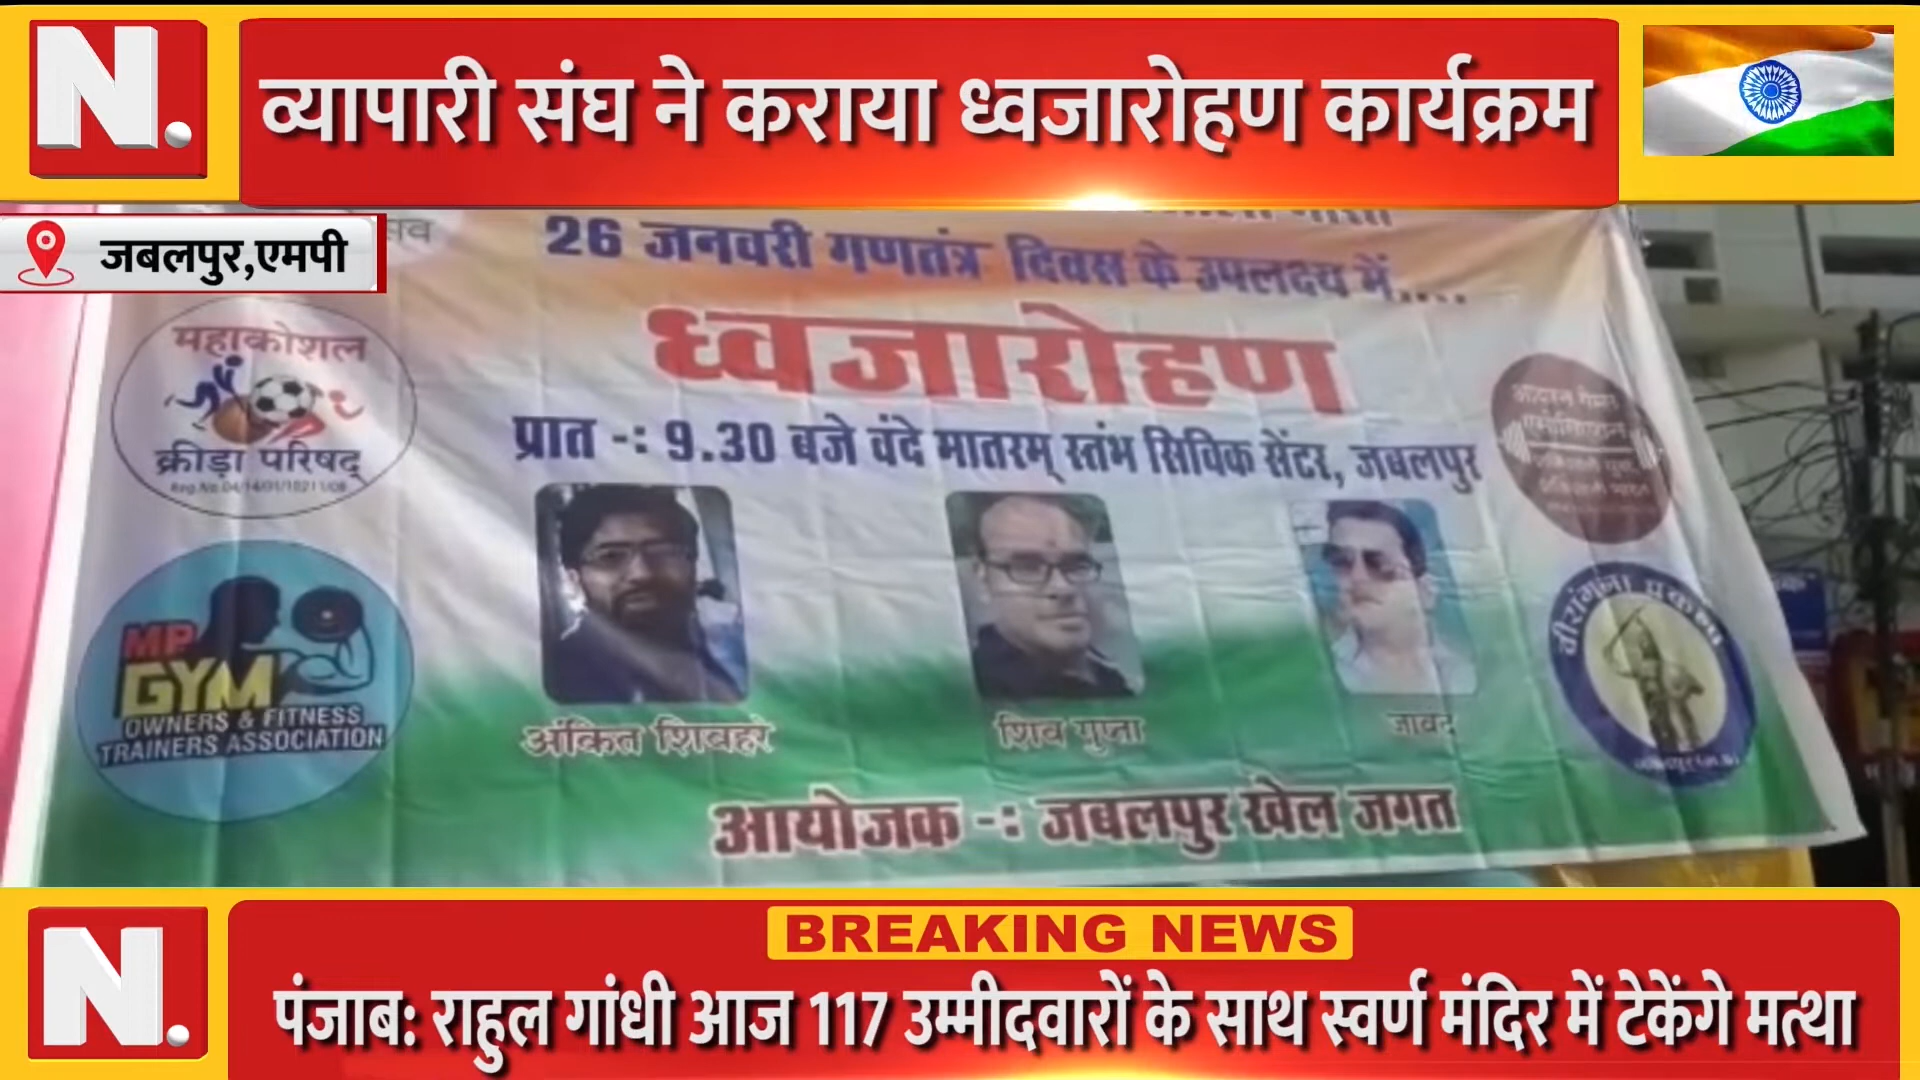 N.
व्यापारी संघ ने कराया ध्वजारोहण कार्यक्रम
जबलपुर,एमपी
26 जनवरी गणतंत्र दिवस के उपलक्ष्य में....
ध्वजारोहण
प्रात -: 9.30 बजे वंदे मातरम् स्तंभ सिविक सेंटर, जबलपुर
महाकोशल
क्रीड़ा परिषद्
MP
GYM
OWNERS & FITNESS
TRAINERS ASSOCIATION
अंकित शिवहरे
शिव गुप्ता
जावेद
आयोजक -: जबलपुर खेल जगत
N.
BREAKING NEWS
पंजाब: राहुल गांधी आज 117 उम्मीदवारों के साथ स्वर्ण मंदिर में टेकेंगे मत्था